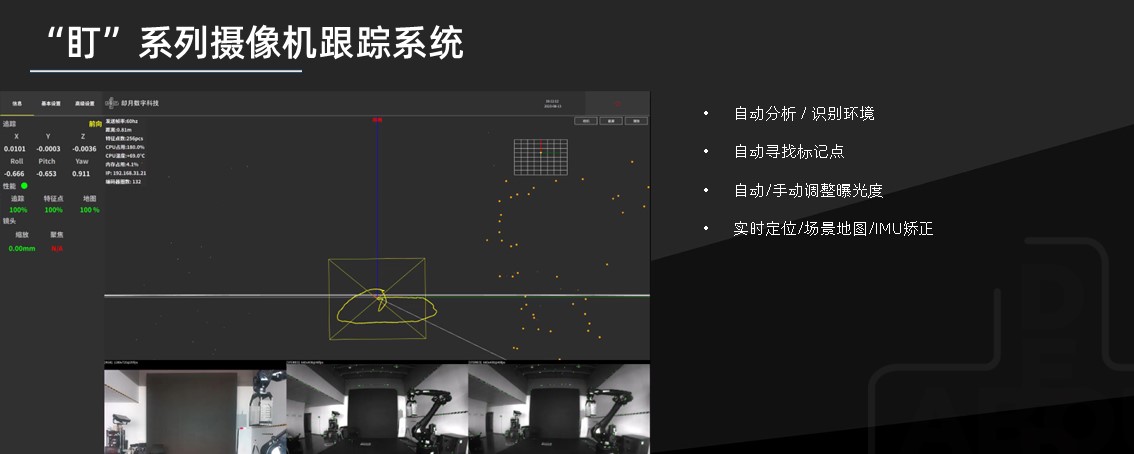 “盯”系列摄像机跟踪系统
信息 基本设置 高级设置
邸月数字科技
追踪 前向
X Y Z
0.0101 -0.0003 -0.0036
Roll Pitch Yaw
-0.666 -0.653 0.911
性能
追踪 特征点 地图
100% 100% 100 %
镜头
缩放 聚焦
0.00mm N/A
发送帧率:60hz
距离:0.81m
特征点数:256pcs
CPU占用:100.0%
CPU温度:+69.0°C
内存占用:4.1%
IP: 192.168.31.21
编码器圈数: 132
• 自动分析 / 识别环境
• 自动寻找标记点
• 自动/手动调整曝光度
• 实时定位/场景地图/IMU矫正